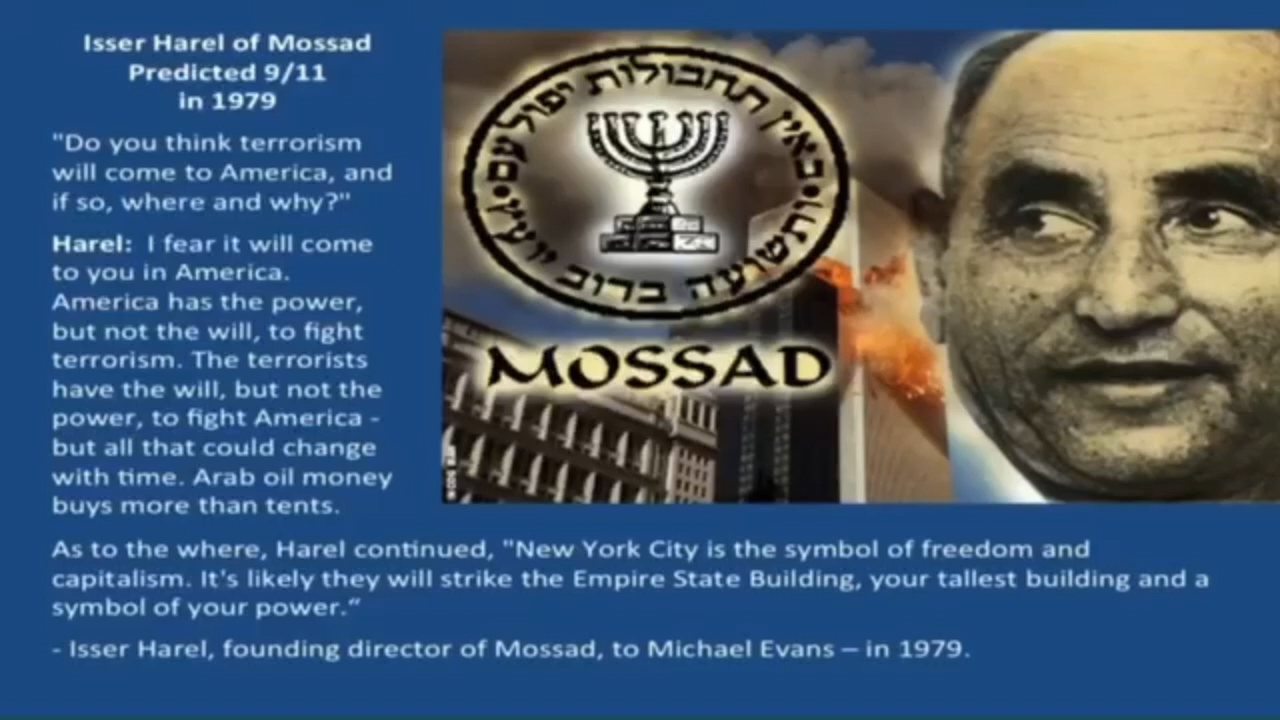 Isser Harel of Mossad
Predicted 9/11
in 1979
"Do you think terrorism
will come to America, and
if so, where and why?"
Harel: I fear it will come
to you in America.
America has the power,
but not the will, to fight
terrorism. The terrorists
have the will, but not the
power, to fight America -
but all that could change
with time. Arab oil money
buys more than tents.
באין תחבולות יפול עם
ותשועה ברוב יועץ
MOSSAD
As to the where, Harel continued, "New York City is the symbol of freedom and
capitalism. It's likely they will strike the Empire State Building, your tallest building and a
symbol of your power.“
- Isser Harel, founding director of Mossad, to Michael Evans – in 1979.